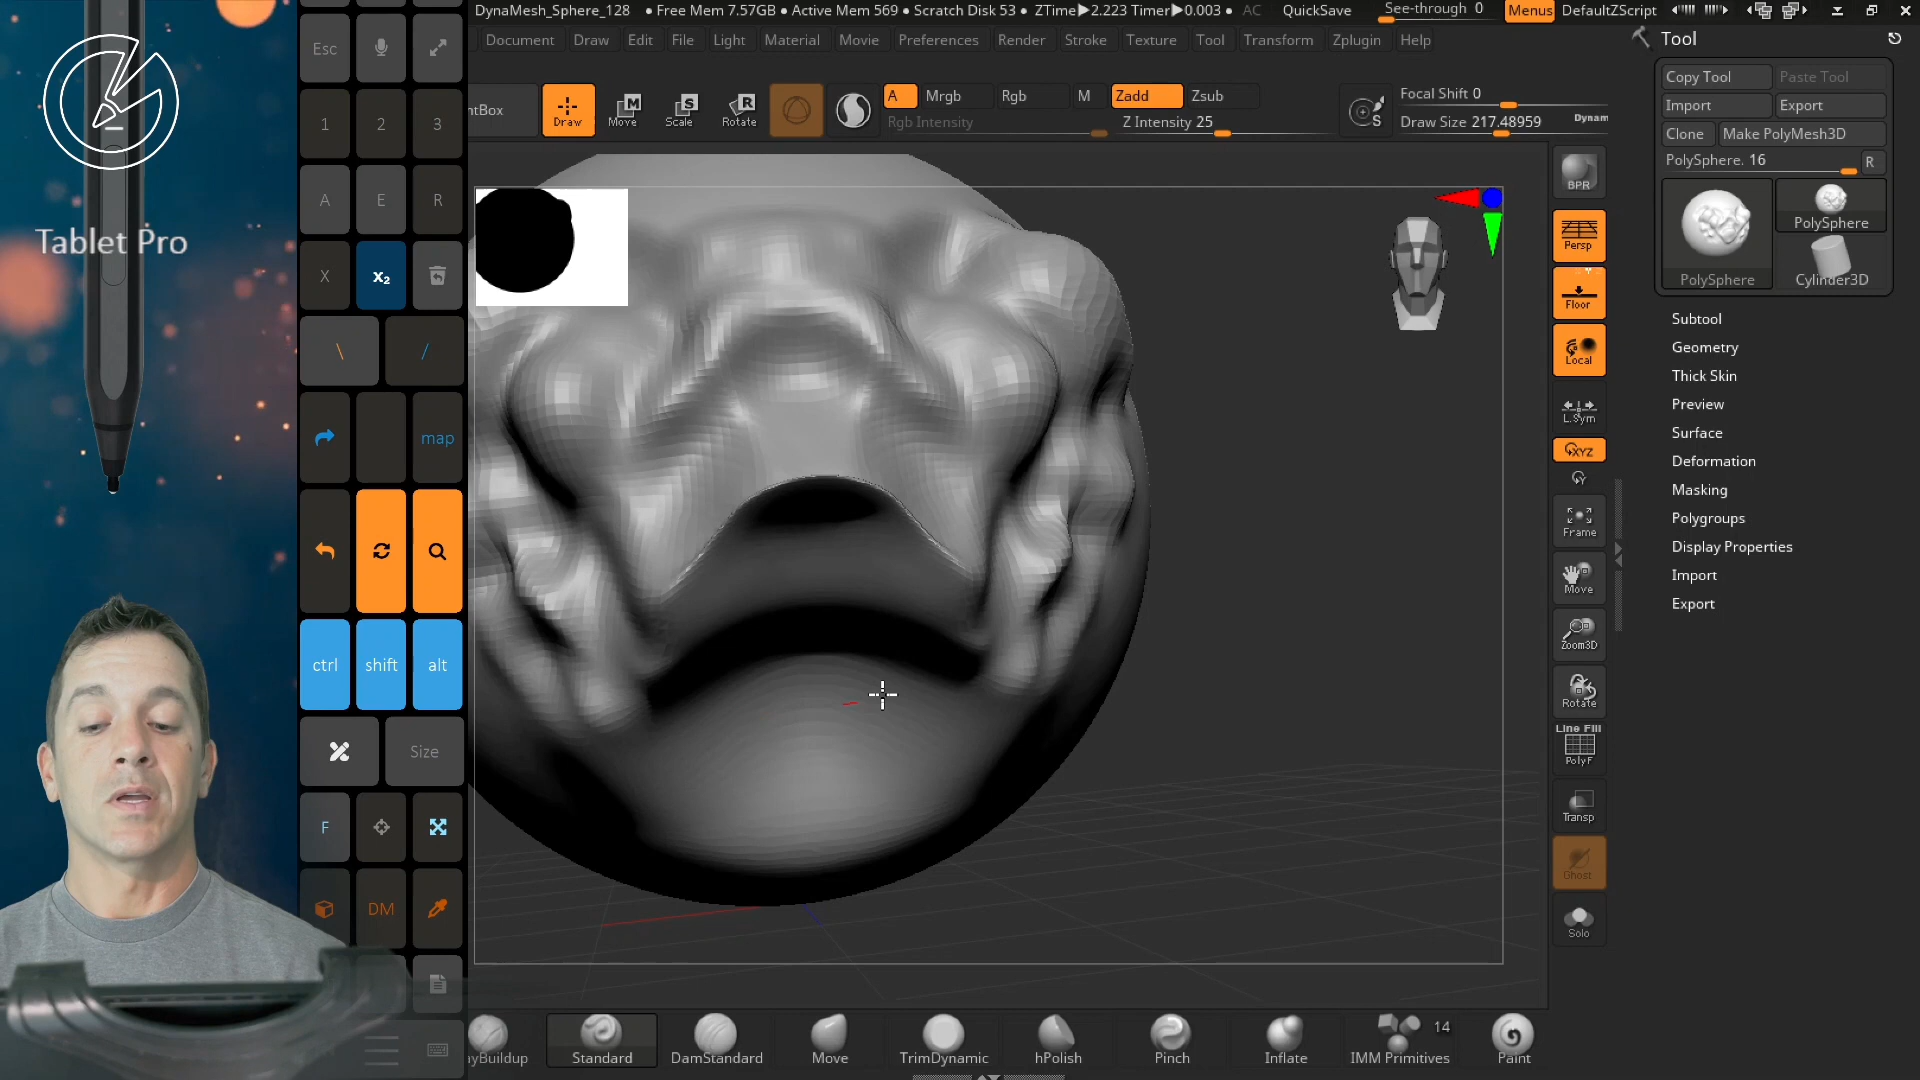 DynaMesh_Sphere_128 • Free Mem 7.57GB • Active Mem 569 • Scratch Disk 53 • ZTime▶2.223 Timer▶0.003 • AC QuickSave See-through 0 Menus DefaultZScript
Document Draw Edit File Light Material Movie Preferences Render Stroke Texture Tool Transform Zplugin Help
Tool
Copy Tool Paste Tool
Import Export
Clone Make PolyMesh3D
PolySphere. 16 R
PolySphere
PolySphere Cylinder3D
Subtool
Geometry
Thick Skin
Preview
Surface
Deformation
Masking
Polygroups
Display Properties
Import
Export
ntBox Draw Move Scale Rotate
M S R
A Mrgb Rgb M Zadd Zsub
Rgb Intensity Z Intensity 25
S Focal Shift 0
Draw Size 217.48959 Dynam
BPR
Persp
Floor
Local
L.Sym
XYZ
Frame
Move
Zoom3D
Rotate
Line Fill
PolyF
Transp
Ghost
Solo
Tablet Pro
Esc
1 2 3
A E R
X x₂
\ /
map
ctrl shift alt
Size
F
DM
ayBuildup Standard DamStandard Move TrimDynamic hPolish Pinch Inflate IMM Primitives 14 Paint